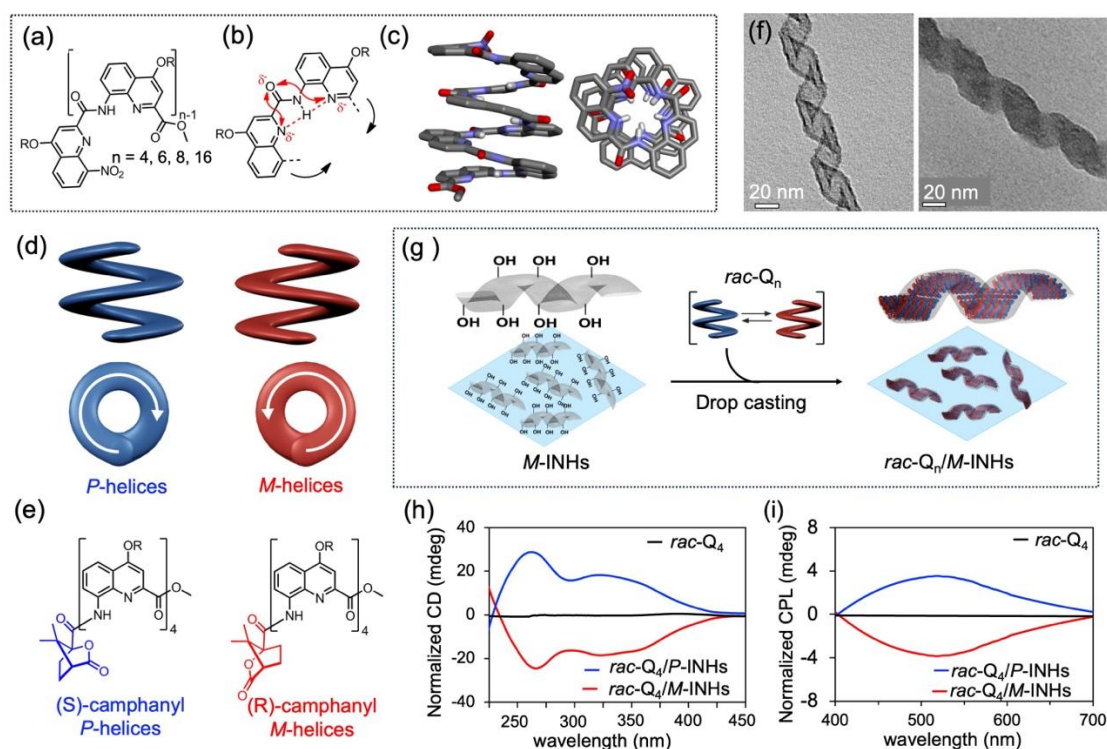 (a)
OR
n-1
O
NH
N
O
O
RO
N
NO₂
n = 4, 6, 8, 16
(b)
OR
O
δ-
N
N
δ-
H
RO
N
δ-
(c)
(f)
20 nm
20 nm
(d)
P-helices
M-helices
(g)
OH OH OH
OH OH OH
rac-Qn
Drop casting
M-INHs
rac-Qn/M-INHs
(e)
OR
N
O
O
NH
4
O
O
O
(S)-camphanyl
P-helices
OR
N
O
O
NH
4
O
O
O
(R)-camphanyl
M-helices
(h)
Normalized CD (mdeg)
40
20
0
-20
-40
rac-Q₄
rac-Q₄/P-INHs
rac-Q₄/M-INHs
250 300 350 400 450
wavelength (nm)
(i)
Normalized CPL (mdeg)
8
4
0
-4
-8
rac-Q₄
rac-Q₄/P-INHs
rac-Q₄/M-INHs
400 500 600 700
wavelength (nm)